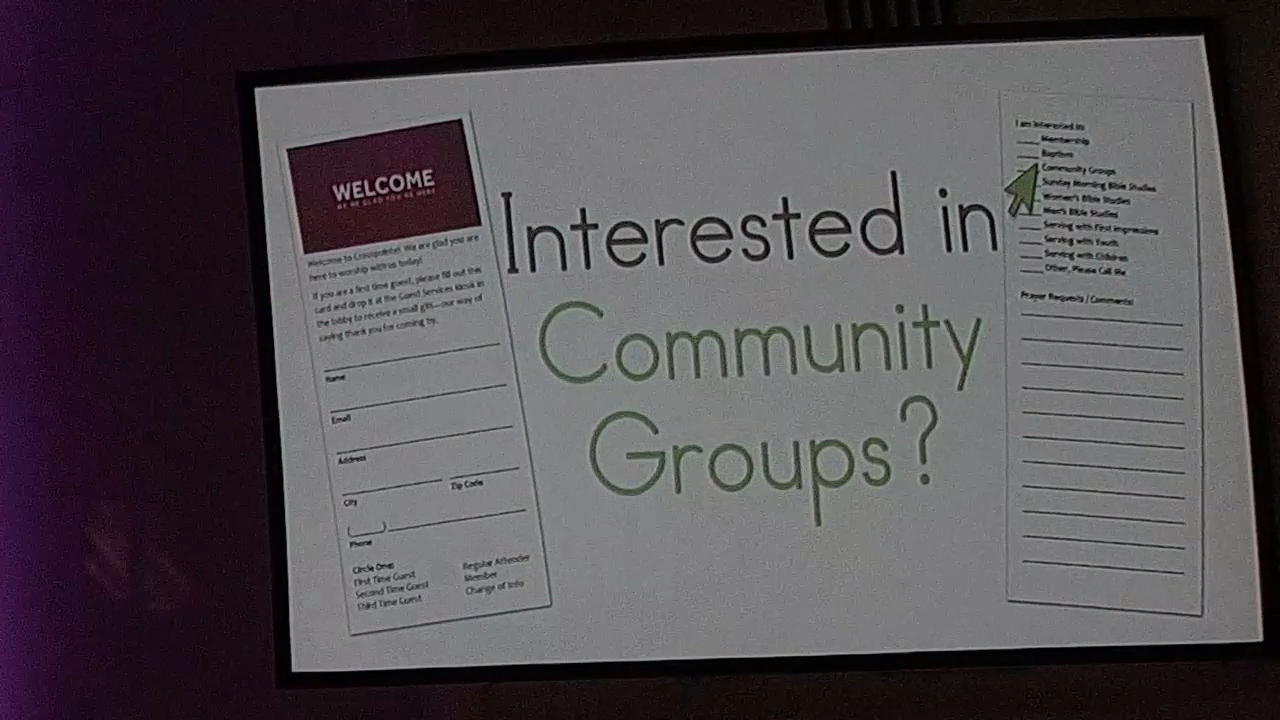 WELCOME
WE'RE GLAD YOU'RE HERE
Welcome to Crosspointe! We are glad you are
here to worship with us today!
If you are a first time guest, please fill out this
card and drop it at the Guest Services Kiosk in
the lobby to receive a small gift—our way of
saying thank you for coming by.
Name
Email
Address
City
Zip Code
(____)
Phone
Circle One:
First Time Guest
Second Time Guest
Third Time Guest
Regular Attender
Member
Change of Info
Interested in
Community
Groups?
I am Interested in:
Membership
Baptism
Community Groups
Sunday Morning Bible Studies
Women's Bible Studies
Men's Bible Studies
Serving with First Impressions
Serving with Youth
Serving with Children
Other, Please Call Me
Prayer Requests / Comments: